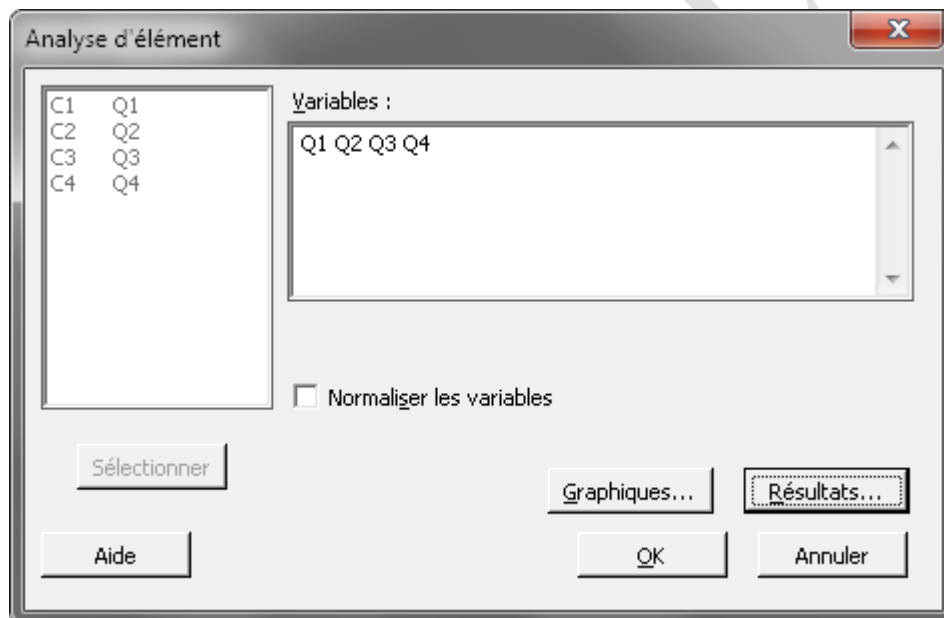 Analyse d'élément
C1 Q1
C2 Q2
C3 Q3
C4 Q4
Variables :
Q1 Q2 Q3 Q4
Normaliser les variables
Sélectionner
Graphiques...
Résultats...
Aide
OK
Annuler